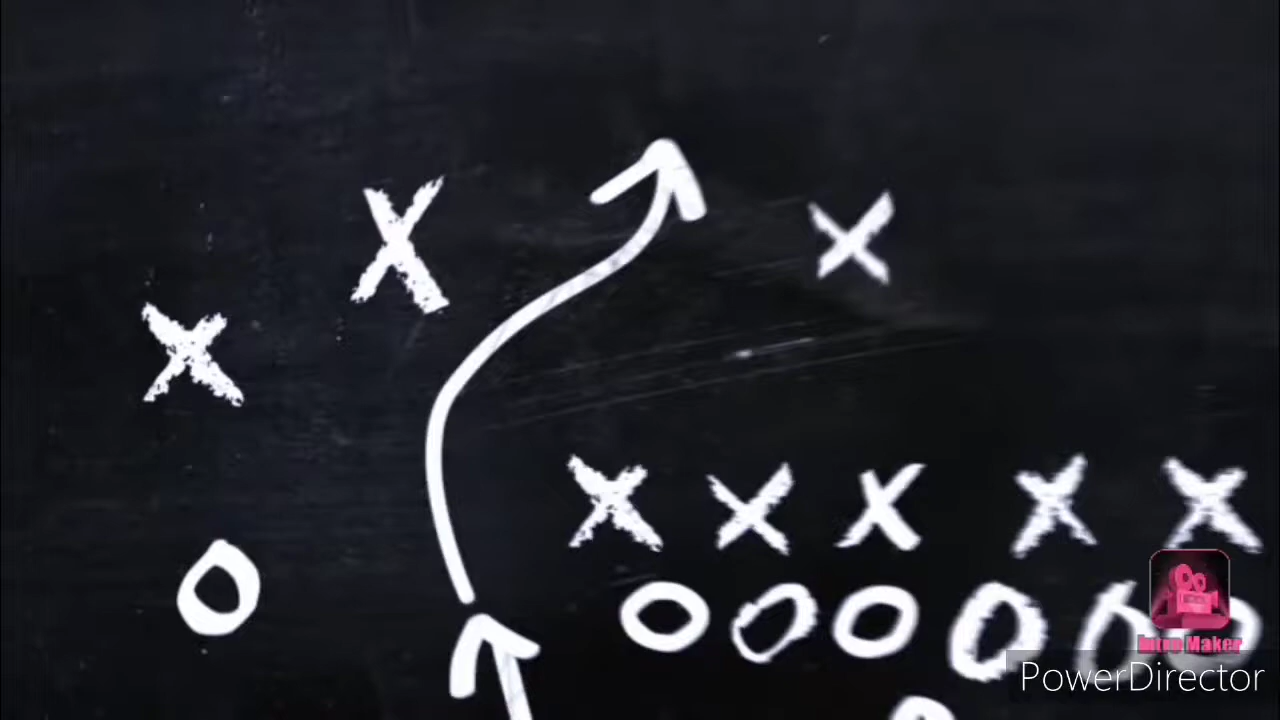 X
X
X
X X X X X
O
O O O O O
Intro Maker
PowerDirector